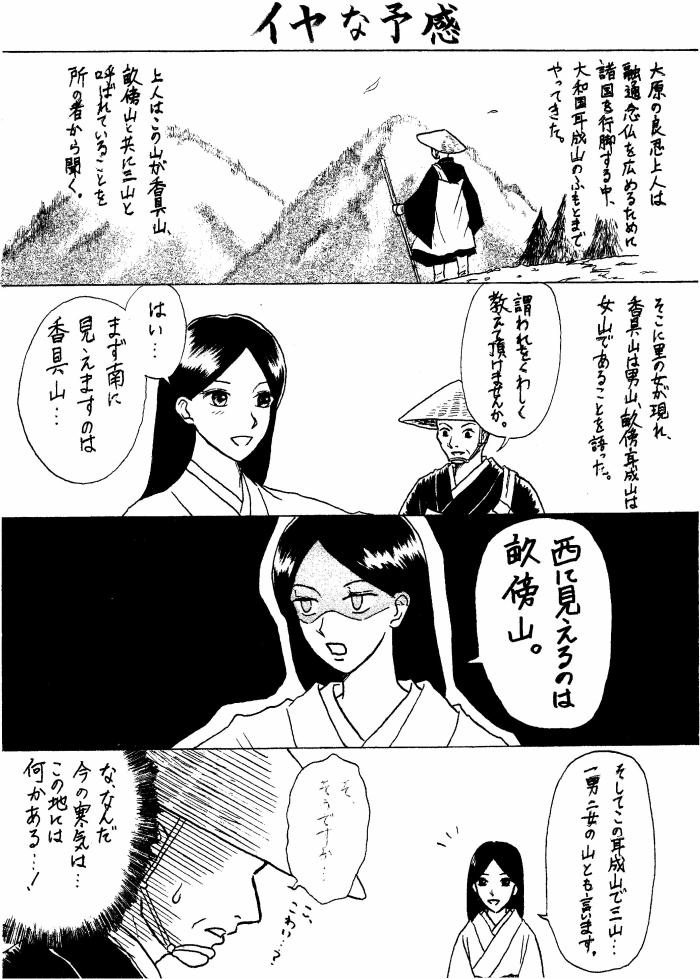 イヤな予感
大原の良忍上人は
融通念仏を広めるために
諸国を行脚する中、
大和国耳成山のふもとまで
やってきた。
上人はこの山が香具山、
畝傍山と共に三山と
呼ばれていることを
所の者から聞く。
そこに里の女が現れ、
香具山は男山、畝傍・耳成山は
女山であることを語った。
謂われをくわしく
教えて頂けませんか。
はい…
まず南に
見えますのは
香具山…
西に見えるのは
畝傍山。
そしてこの耳成山で三山…
一男二女の山とも言います。
そ、
そうですか…
こ、こわい…?
な、なんだ
今の寒気は…
この地には
何かある…!